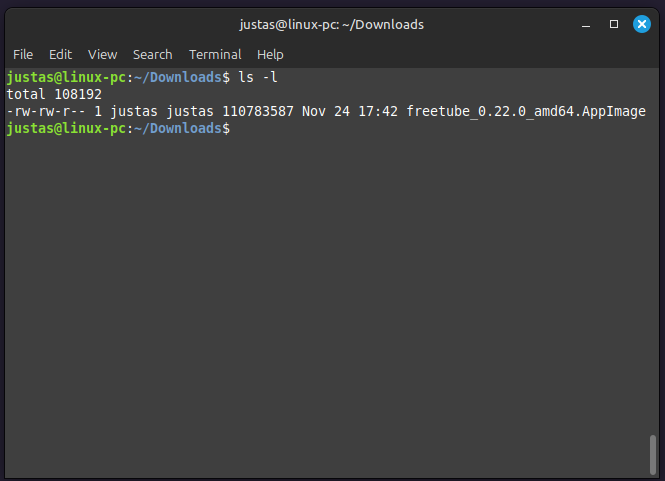 justas@linux-pc: ~/Downloads
File Edit View Search Terminal Help
justas@linux-pc:~/Downloads$ ls -l
total 108192
-rw-rw-r-- 1 justas justas 110783587 Nov 24 17:42 freetube_0.22.0_amd64.AppImage
justas@linux-pc:~/Downloads$